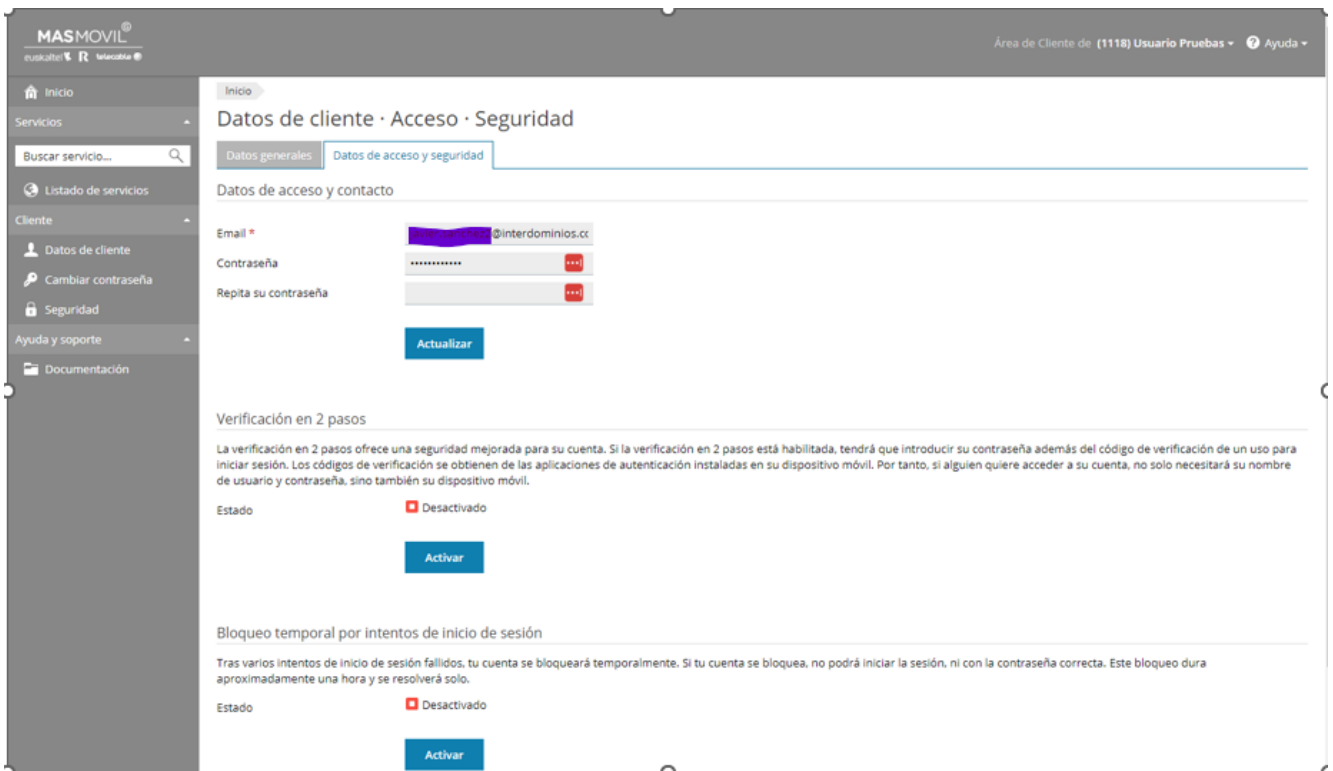 MASMOVIL
euskaltel R telecable
Área de Cliente de (1118) Usuario Pruebas
Ayuda
Inicio
Servicios
Buscar servicio...
Listado de servicios
Cliente
Datos de cliente
Cambiar contraseña
Seguridad
Ayuda y soporte
Documentación
Inicio
Datos de cliente · Acceso · Seguridad
Datos generales
Datos de acceso y seguridad
Datos de acceso y contacto
Email * @interdominios.cc
Contraseña ............
Repita su contraseña
Actualizar
Verificación en 2 pasos
La verificación en 2 pasos ofrece una seguridad mejorada para su cuenta. Si la verificación en 2 pasos está habilitada, tendrá que introducir su contraseña además del código de verificación de un uso para
iniciar sesión. Los códigos de verificación se obtienen de las aplicaciones de autenticación instaladas en su dispositivo móvil. Por tanto, si alguien quiere acceder a su cuenta, no solo necesitará su nombre
de usuario y contraseña, sino también su dispositivo móvil.
Estado Desactivado
Activar
Bloqueo temporal por intentos de inicio de sesión
Tras varios intentos de inicio de sesión fallidos, tu cuenta se bloqueará temporalmente. Si tu cuenta se bloquea, no podrá iniciar la sesión, ni con la contraseña correcta. Este bloqueo dura
aproximadamente una hora y se resolverá solo.
Estado Desactivado
Activar